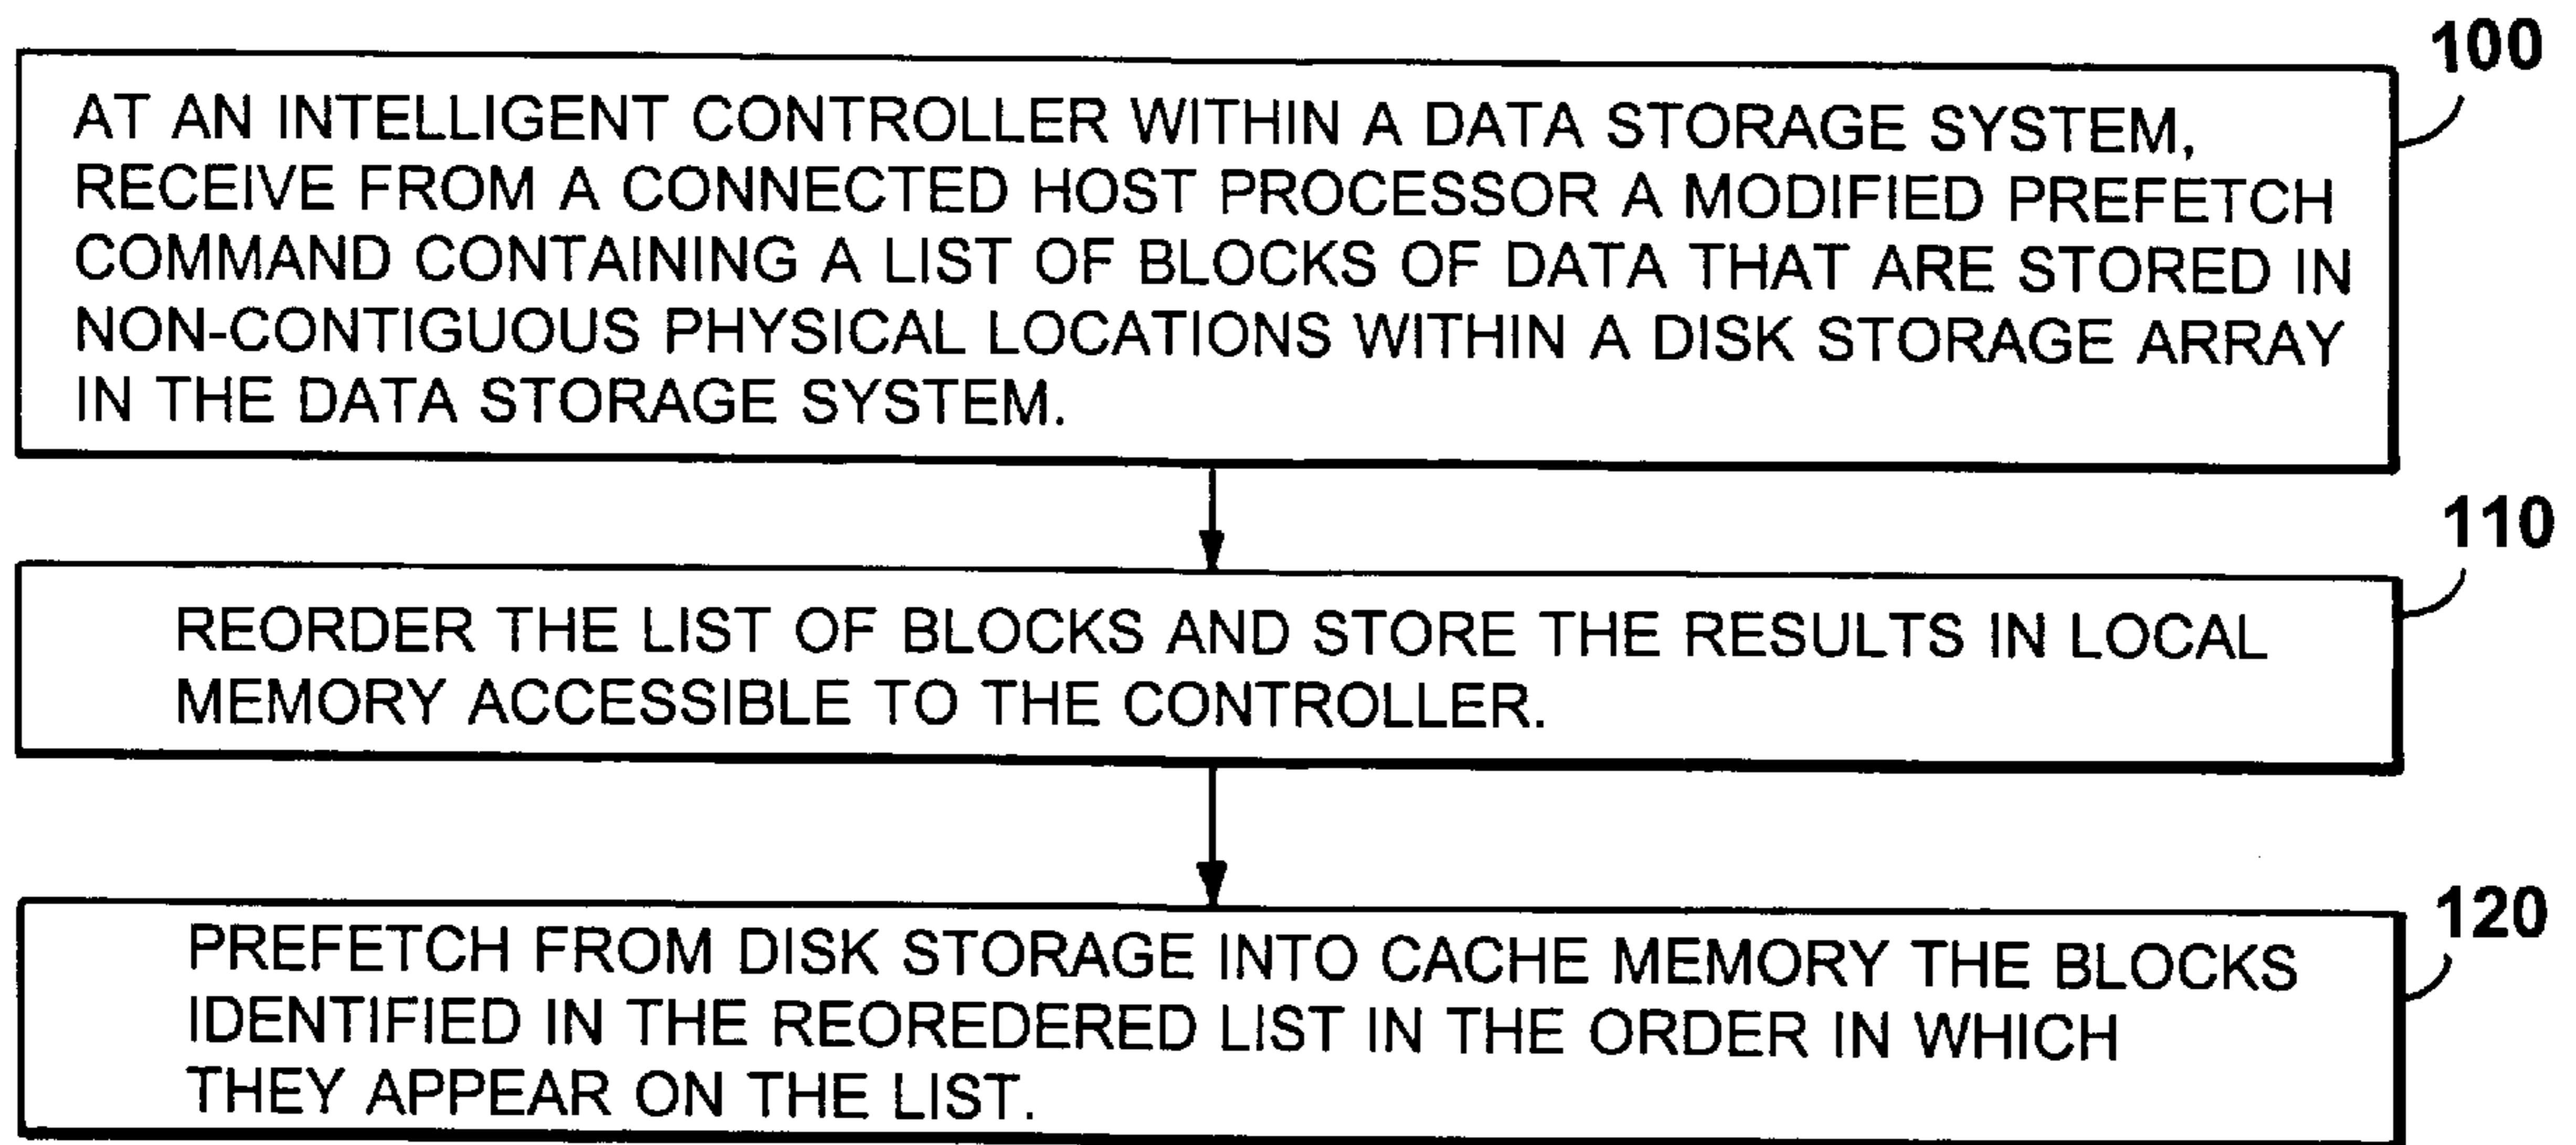 100
AT AN INTELLIGENT CONTROLLER WITHIN A DATA STORAGE SYSTEM,
RECEIVE FROM A CONNECTED HOST PROCESSOR A MODIFIED PREFETCH
COMMAND CONTAINING A LIST OF BLOCKS OF DATA THAT ARE STORED IN
NON-CONTIGUOUS PHYSICAL LOCATIONS WITHIN A DISK STORAGE ARRAY
IN THE DATA STORAGE SYSTEM.
110
REORDER THE LIST OF BLOCKS AND STORE THE RESULTS IN LOCAL
MEMORY ACCESSIBLE TO THE CONTROLLER.
120
PREFETCH FROM DISK STORAGE INTO CACHE MEMORY THE BLOCKS
IDENTIFIED IN THE REOREDERED LIST IN THE ORDER IN WHICH
THEY APPEAR ON THE LIST.